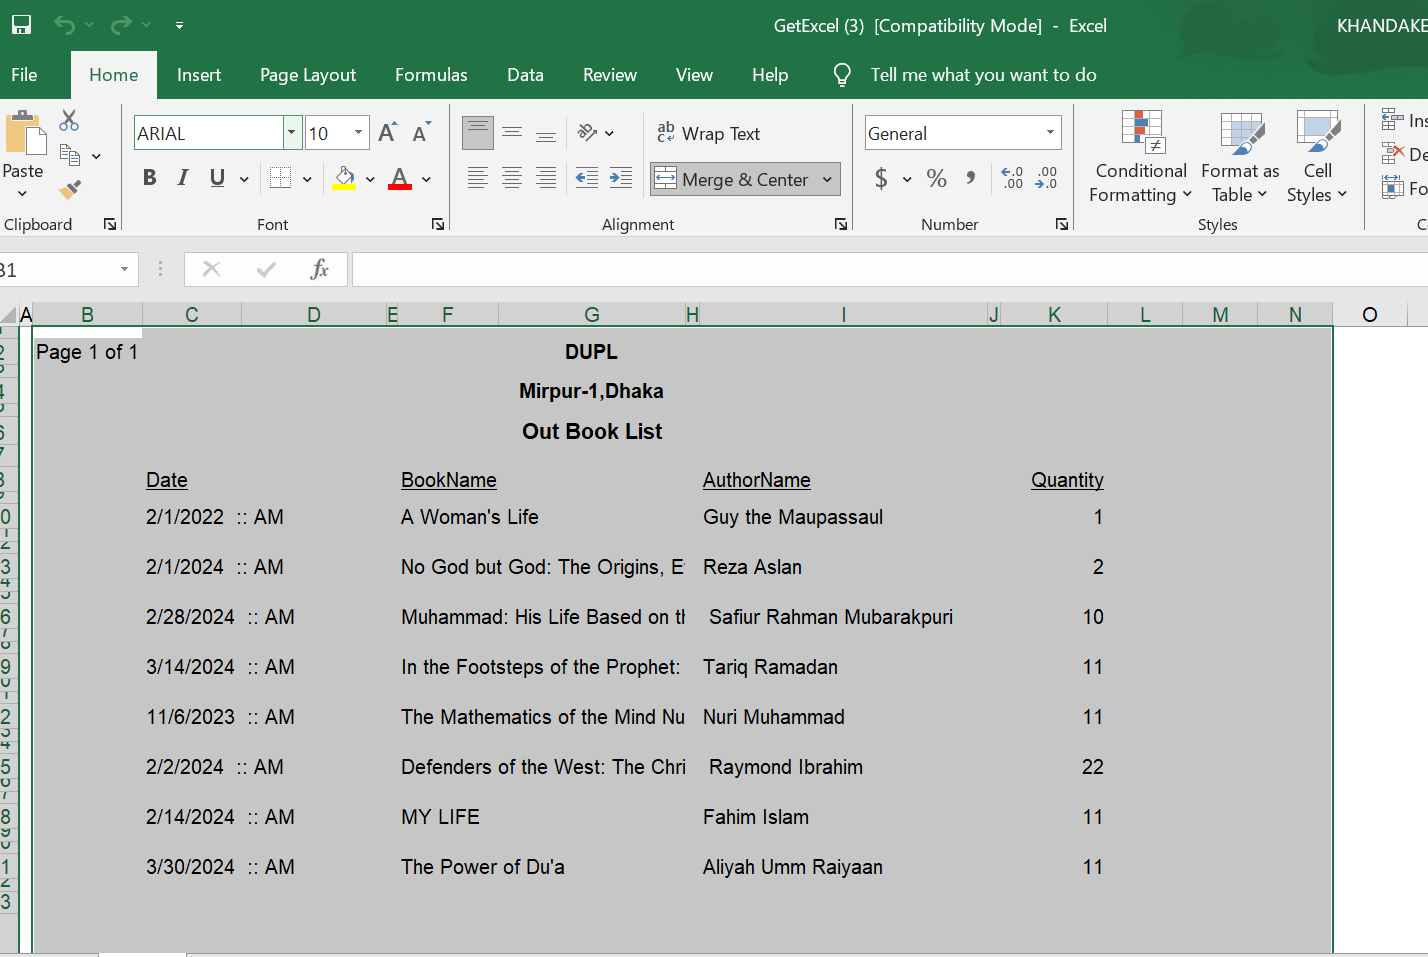 GetExcel (3) [Compatibility Mode] - Excel KHANDAKE
File Home Insert Page Layout Formulas Data Review View Help Tell me what you want to do
ARIAL 10 Wrap Text General Ins
Paste B I U A A Merge & Center $ % , Conditional Formatting Format as Table Cell Styles De
Fo
Clipboard Font Alignment Number Styles C
B1 fx
A B C D E F G H I J K L M N O
Page 1 of 1 DUPL
Mirpur-1,Dhaka
Out Book List
Date BookName AuthorName Quantity
2/1/2022 :: AM A Woman's Life Guy the Maupassaul 1
2/1/2024 :: AM No God but God: The Origins, E Reza Aslan 2
2/28/2024 :: AM Muhammad: His Life Based on th Safiur Rahman Mubarakpuri 10
3/14/2024 :: AM In the Footsteps of the Prophet: Tariq Ramadan 11
11/6/2023 :: AM The Mathematics of the Mind Nu Nuri Muhammad 11
2/2/2024 :: AM Defenders of the West: The Chri Raymond Ibrahim 22
2/14/2024 :: AM MY LIFE Fahim Islam 11
3/30/2024 :: AM The Power of Du'a Aliyah Umm Raiyaan 11